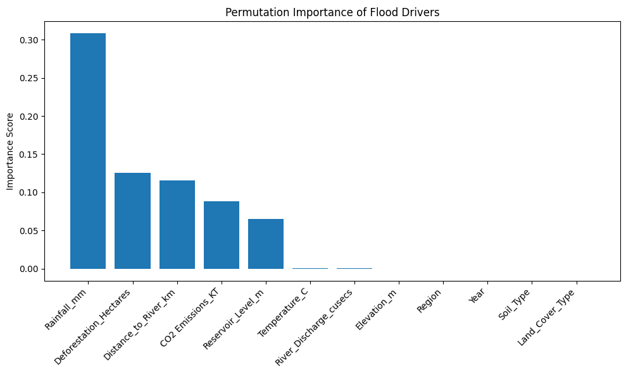 Permutation Importance of Flood Drivers
Importance Score
0.30
0.25
0.20
0.15
0.10
0.05
0.00
Rainfall_mm
Deforestation_Hectares
Distance_to_River_km
CO2 Emissions_KT
Reservoir_Level_m
Temperature_C
River_Discharge_cusecs
Elevation_m
Region
Year
Soil_Type
Land_Cover_Type